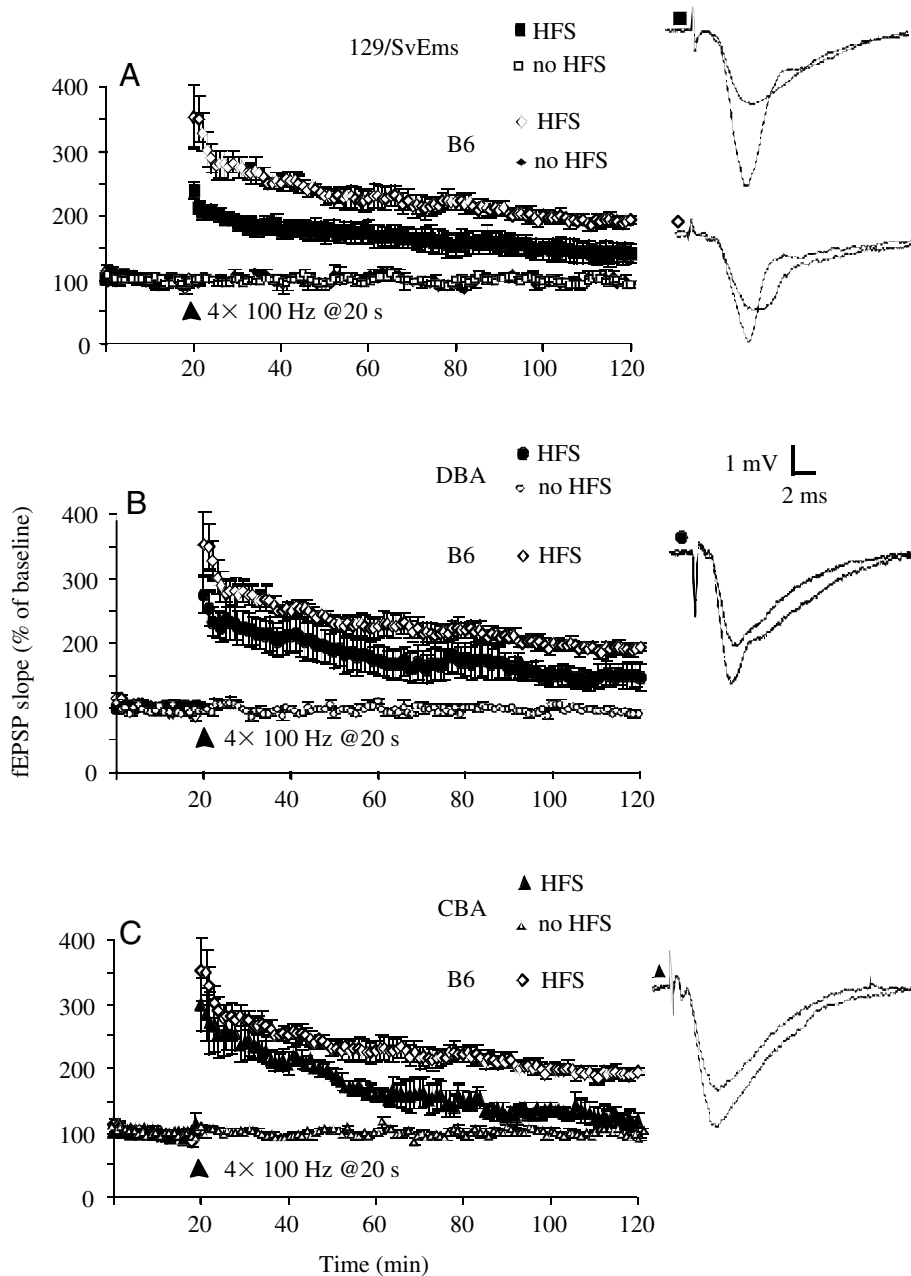 A
129/SvEms
HFS
no HFS
B6
HFS
no HFS
400
300
200
100
0
4× 100 Hz @20 s
20
40
60
80
100
120
B
DBA
HFS
no HFS
B6
HFS
1 mV
2 ms
fEPSP slope (% of baseline)
400
300
200
100
0
4× 100 Hz @20 s
20
40
60
80
100
120
C
CBA
HFS
no HFS
B6
HFS
400
300
200
100
0
4× 100 Hz @20 s
20
40
60
80
100
120
Time (min)